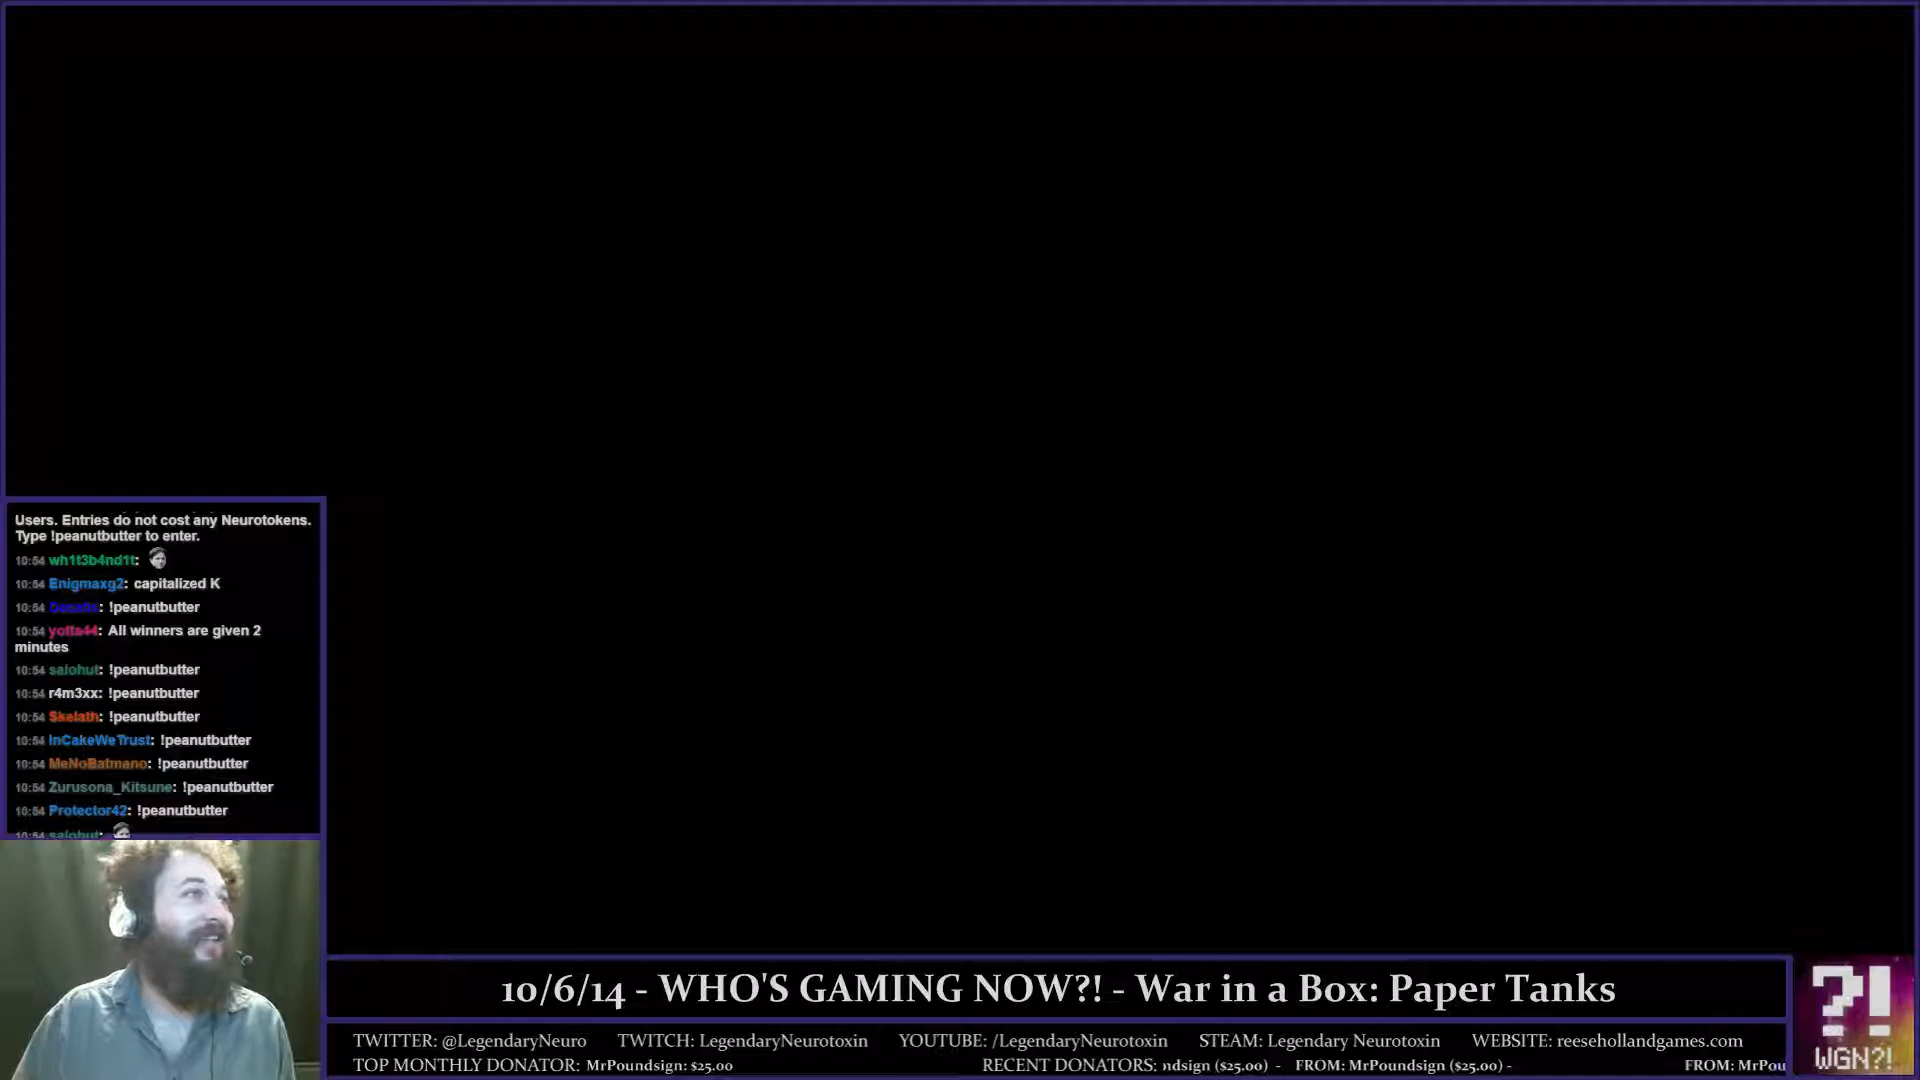 Users. Entries do not cost any Neurotokens.
Type !peanutbutter to enter.
10:54 wh1t3b4nd1t:
10:54 Enigmaxg2: capitalized K
10:54 : !peanutbutter
10:54 yotta44: All winners are given 2
minutes
10:54 salohut: !peanutbutter
10:54 r4m3xx: !peanutbutter
10:54 Skelath: !peanutbutter
10:54 InCakeWeTrust: !peanutbutter
10:54 MeNoBatmano: !peanutbutter
10:54 Zurusona_Kitsune: !peanutbutter
10:54 Protector42: !peanutbutter
10:54 salohut:
10/6/14 - WHO'S GAMING NOW?! - War in a Box: Paper Tanks
TWITTER: @LegendaryNeuro TWITCH: LegendaryNeurotoxin YOUTUBE: /LegendaryNeurotoxin STEAM: Legendary Neurotoxin WEBSITE: reesehollandgames.com
TOP MONTHLY DONATOR: MrPoundsign: $25.00 RECENT DONATORS: ndsign ($25.00) - FROM: MrPoundsign ($25.00) - FROM: MrPou
?!
WGN?!